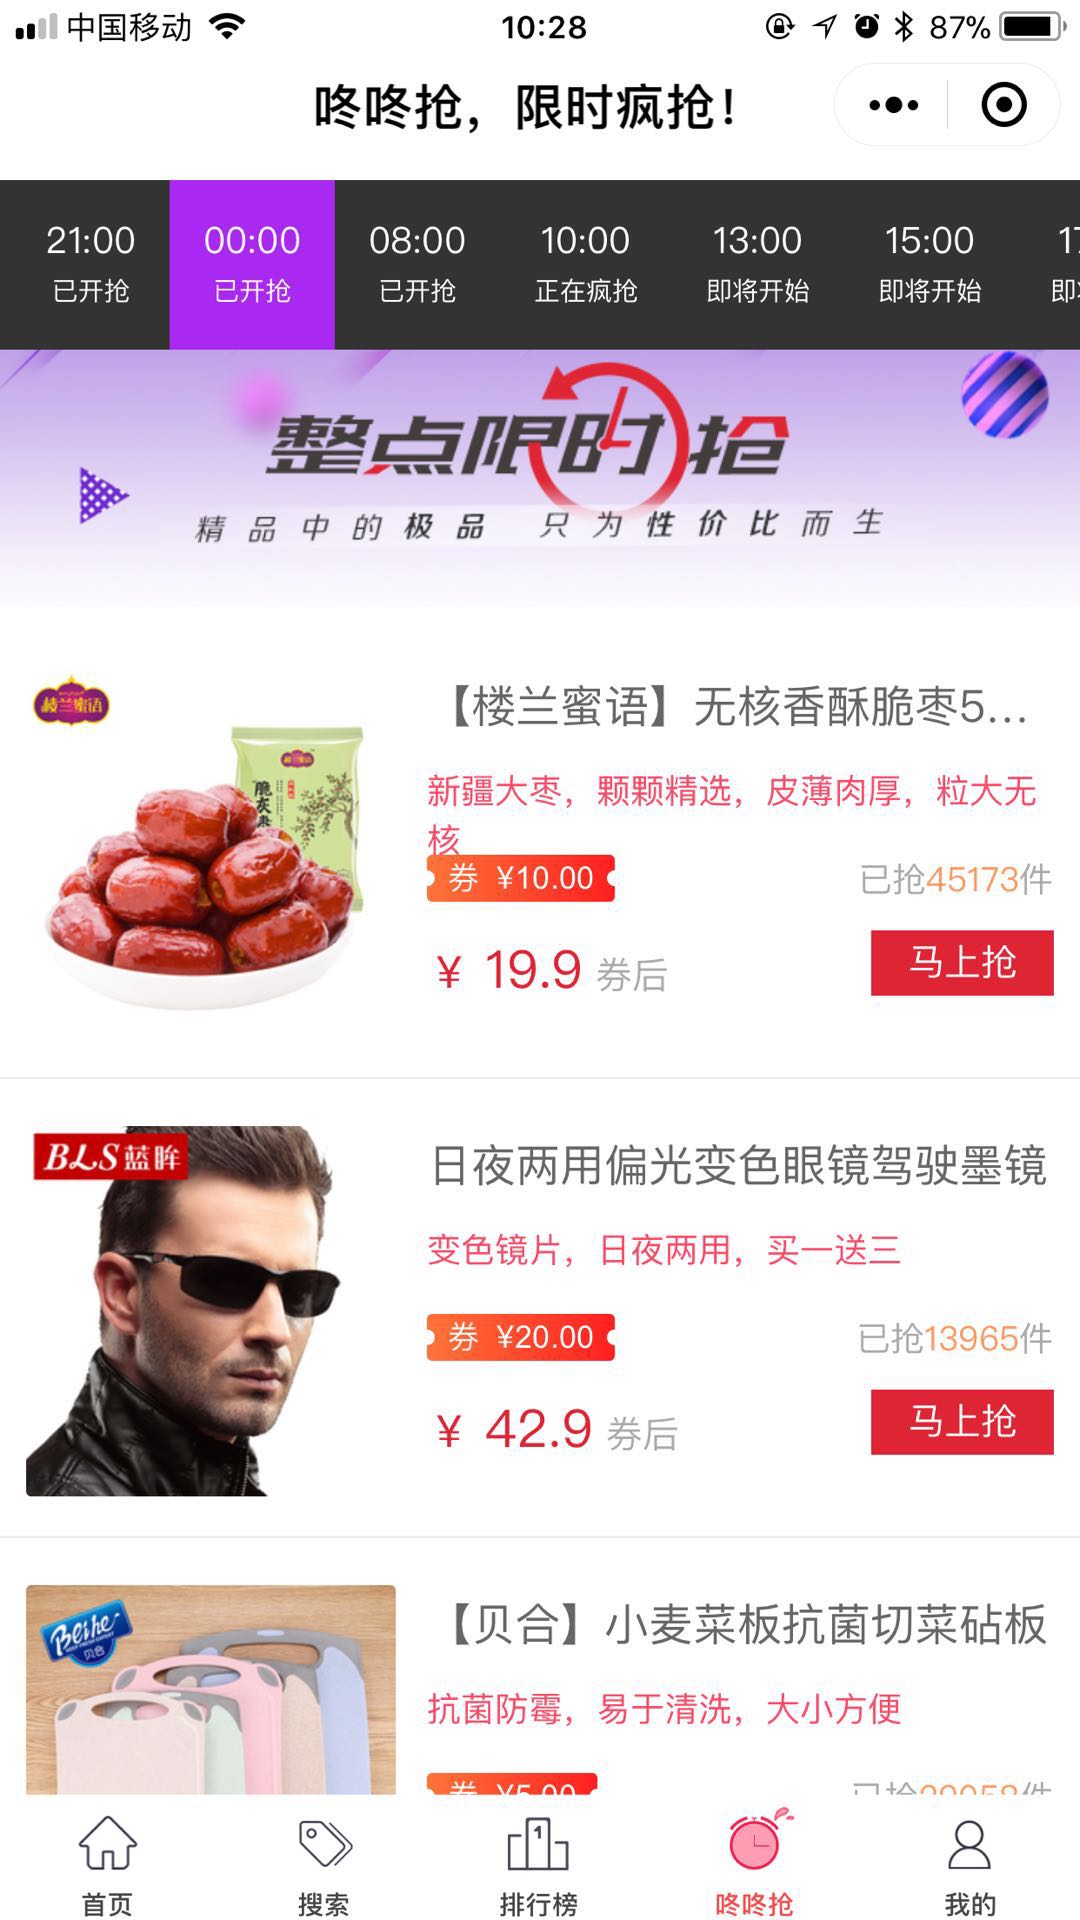 中国移动
10:28
87%
咚咚抢，限时疯抢！
21:00 00:00 08:00 10:00 13:00 15:00
已开抢 已开抢 已开抢 正在疯抢 即将开始 即将开始
整点限时抢
精品中的极品 只为性价比而生
楼兰蜜语
【楼兰蜜语】无核香酥脆枣5...
新疆大枣，颗颗精选，皮薄肉厚，粒大无
核
券 ¥10.00
已抢45173件
¥ 19.9 券后
马上抢
BLS蓝眸
日夜两用偏光变色眼镜驾驶墨镜
变色镜片，日夜两用，买一送三
券 ¥20.00
已抢13965件
¥ 42.9 券后
马上抢
Beihe
贝合
【贝合】小麦菜板抗菌切菜砧板
抗菌防霉，易于清洗，大小方便
券 ¥5.00
首页 搜索 排行榜 咚咚抢 我的